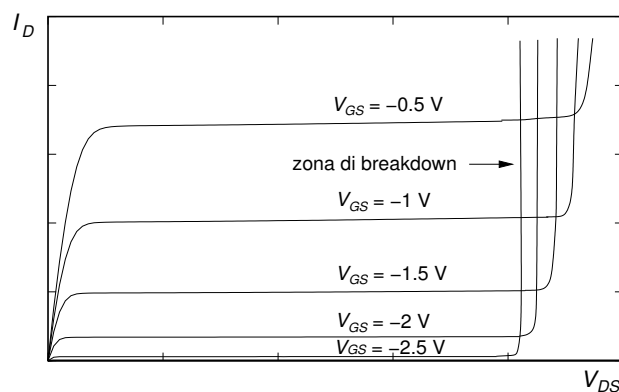 I_D
V_GS = −0.5 V
zona di breakdown
V_GS = −1 V
V_GS = −1.5 V
V_GS = −2 V
V_GS = −2.5 V
V_DS